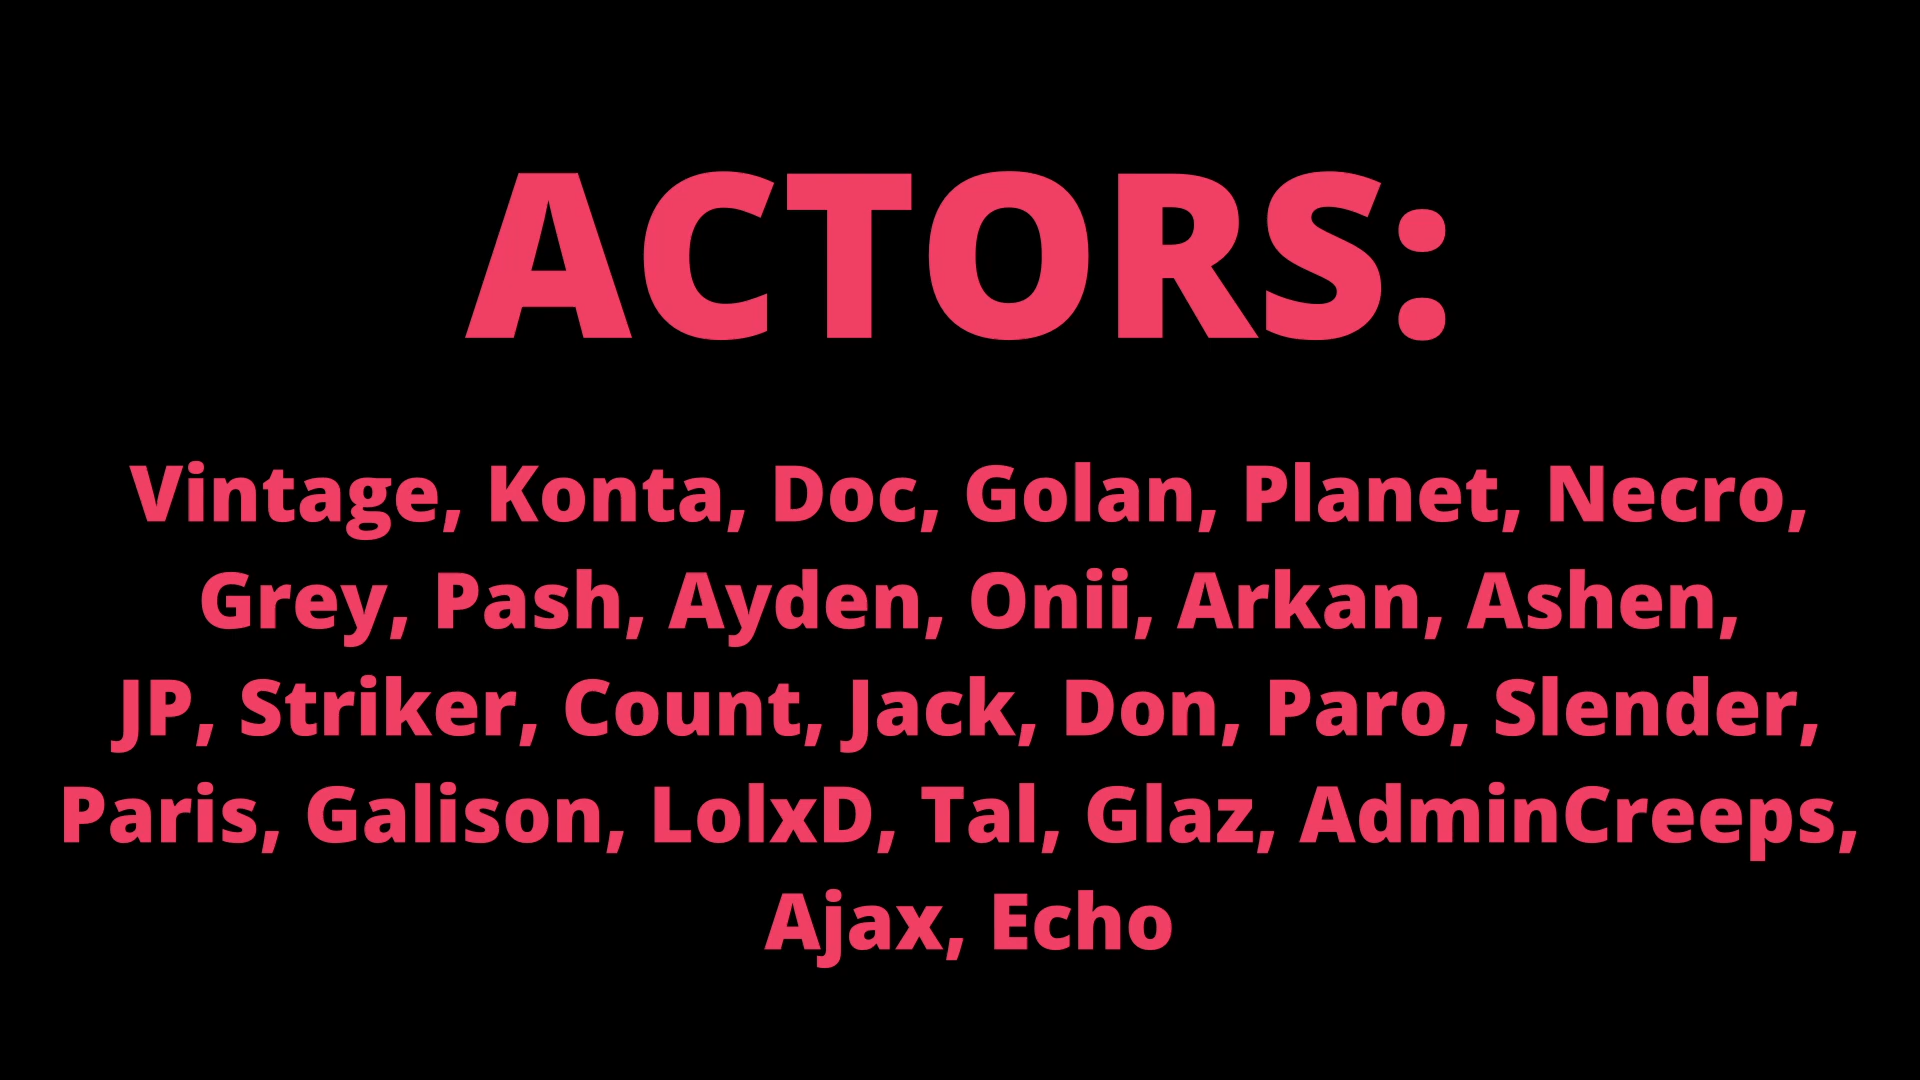 ACTORS:
Vintage, Konta, Doc, Golan, Planet, Necro,
Grey, Pash, Ayden, Onii, Arkan, Ashen,
JP, Striker, Count, Jack, Don, Paro, Slender,
Paris, Galison, LolxD, Tal, Glaz, AdminCreeps,
Ajax, Echo